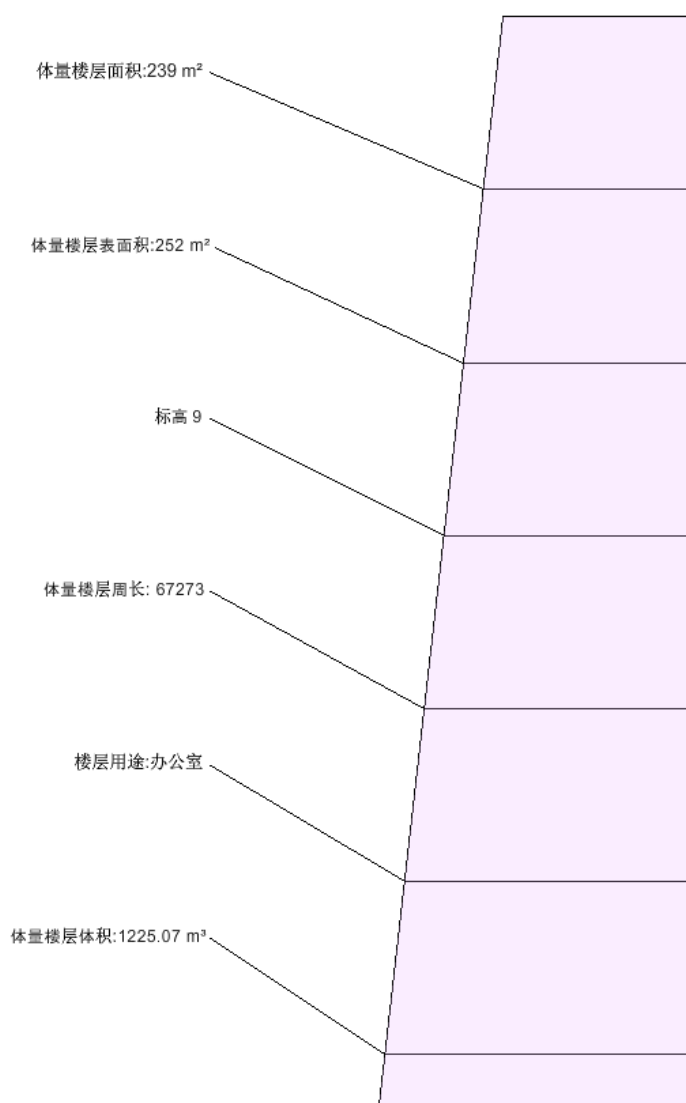 体量楼层面积:239 m²
体量楼层表面积:252 m²
标高 9
体量楼层周长: 67273
楼层用途:办公室
体量楼层体积:1225.07 m³